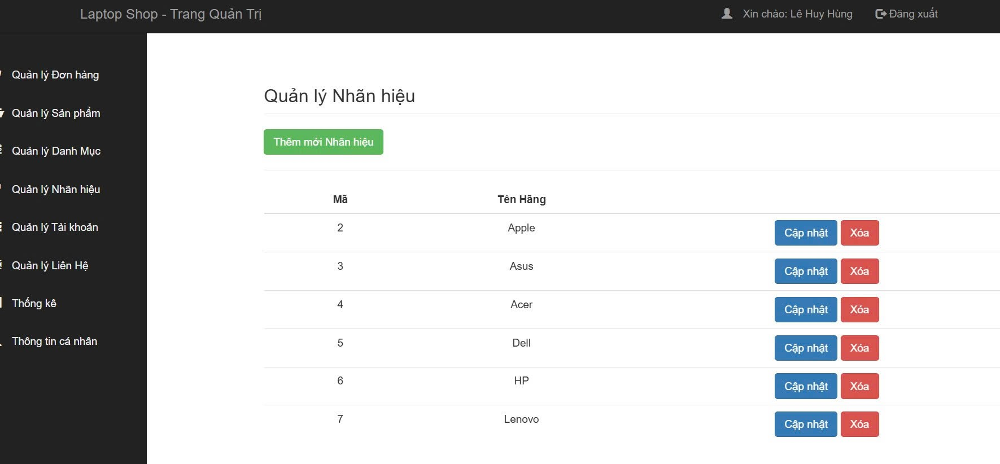 Laptop Shop - Trang Quản Trị
Xin chào: Lê Huy Hùng
Đăng xuất
Quản lý Đơn hàng
Quản lý Sản phẩm
Quản lý Danh Mục
Quản lý Nhãn hiệu
Quản lý Tài khoản
Quản lý Liên Hệ
Thống kê
Thông tin cá nhân
Quản lý Nhãn hiệu
Thêm mới Nhãn hiệu
Mã Tên Hãng
2 Apple Cập nhật Xóa
3 Asus Cập nhật Xóa
4 Acer Cập nhật Xóa
5 Dell Cập nhật Xóa
6 HP Cập nhật Xóa
7 Lenovo Cập nhật Xóa